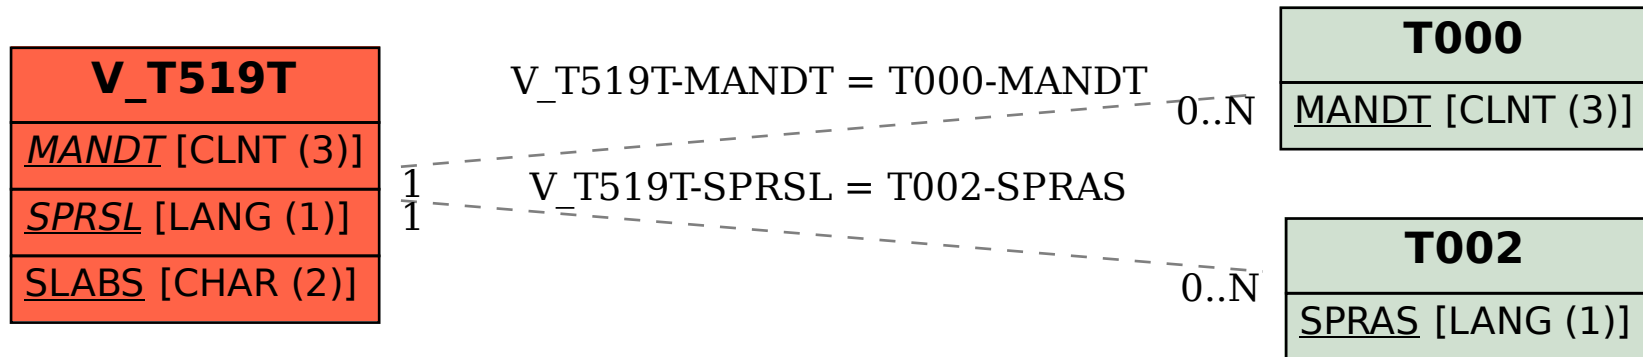 V_T519T
MANDT [CLNT (3)]
SPRSL [LANG (1)]
SLABS [CHAR (2)]
V_T519T-MANDT = T000-MANDT
0..N
1
V_T519T-SPRSL = T002-SPRAS
1
0..N
T000
MANDT [CLNT (3)]
T002
SPRAS [LANG (1)]